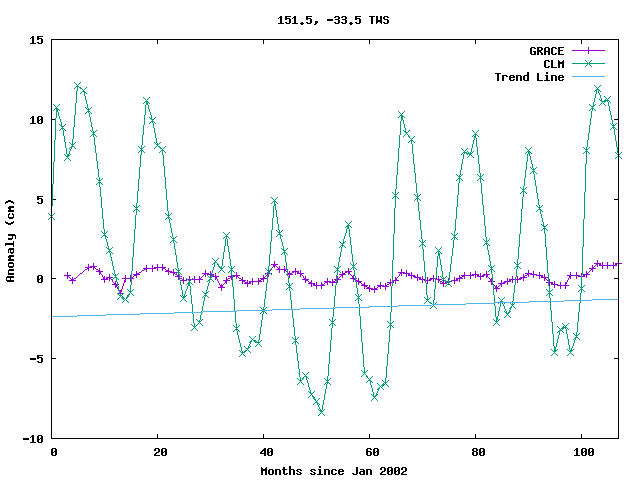 151.5, -33.5 TWS
GRACE
CLM
Trend Line
Anomaly (cm)
15
10
5
0
-5
-10
0 20 40 60 80 100
Months since Jan 2002